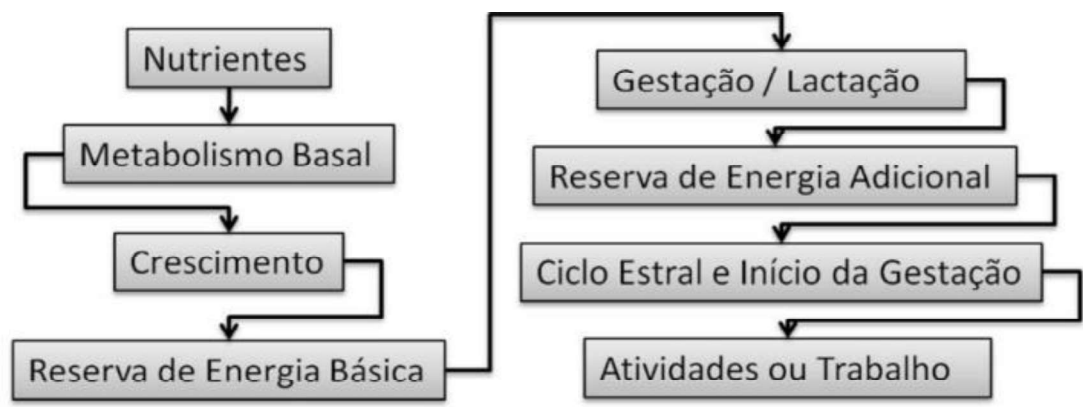 Nutrientes
Metabolismo Basal
Crescimento
Reserva de Energia Básica
Gestação / Lactação
Reserva de Energia Adicional
Ciclo Estral e Início da Gestação
Atividades ou Trabalho